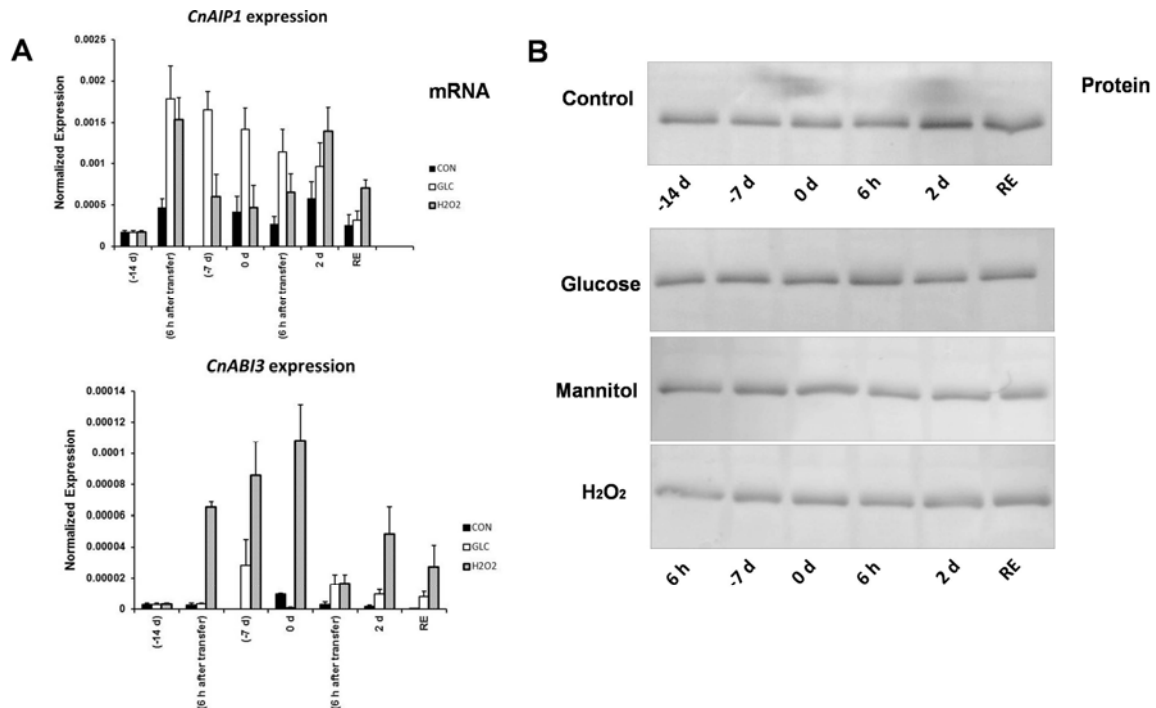 A
CnAIP1 expression
mRNA
Normalized Expression
0.0025
0.002
0.0015
0.001
0.0005
0
CON
GLC
H2O2
(-14 d)
(6 h after transfer)
(-7 d)
0 d
(6 h after transfer)
2 d
RE
CnABI3 expression
Normalized Expression
0.00014
0.00012
0.0001
0.00008
0.00006
0.00004
0.00002
0
CON
GLC
H2O2
(-14 d)
(6 h after transfer)
(-7 d)
0 d
(6 h after transfer)
2 d
RE
B
Protein
Control
-14 d -7 d 0 d 6 h 2 d RE
Glucose
Mannitol
H₂O₂
6 h -7 d 0 d 6 h 2 d RE